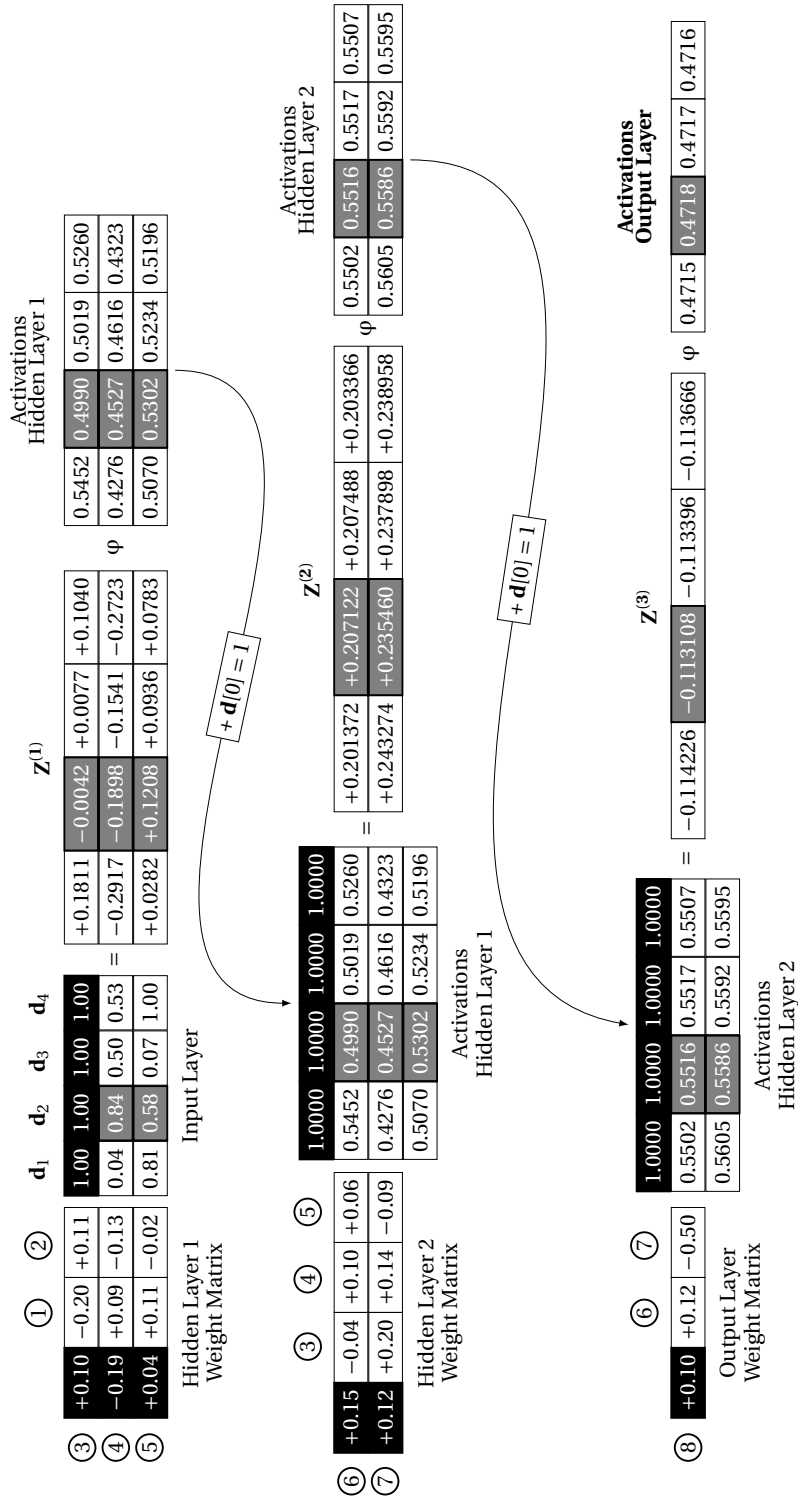 ① ②
d₁ d₂ d₃ d₄
Z⁽¹⁾
Activations
Hidden Layer 1
③ +0.10 −0.20 +0.11 1.00 1.00 1.00 1.00 +0.1811 −0.0042 +0.0077 +0.1040 0.5452 0.4990 0.5019 0.5260
④ −0.19 +0.09 −0.13 0.04 0.84 0.50 0.53 = −0.2917 −0.1898 −0.1541 −0.2723 φ 0.4276 0.4527 0.4616 0.4323
⑤ +0.04 +0.11 −0.02 0.81 0.58 0.07 1.00 +0.0282 +0.1208 +0.0936 +0.0783 0.5070 0.5302 0.5234 0.5196
Hidden Layer 1
Weight Matrix
Input Layer
+ d[0] = 1
③ ④ ⑤
Z⁽²⁾
Activations
Hidden Layer 2
1.0000 1.0000 1.0000 1.0000
⑥ +0.15 −0.04 +0.10 +0.06 0.5452 0.4990 0.5019 0.5260 = +0.201372 +0.207122 +0.207488 +0.203366 φ 0.5502 0.5516 0.5517 0.5507
⑦ +0.12 +0.20 +0.14 −0.09 0.4276 0.4527 0.4616 0.4323 +0.243274 +0.235460 +0.237898 +0.238958 0.5605 0.5586 0.5592 0.5595
0.5070 0.5302 0.5234 0.5196
Hidden Layer 2
Weight Matrix
Activations
Hidden Layer 1
+ d[0] = 1
⑥ ⑦
Z⁽³⁾
Activations
Output Layer
1.0000 1.0000 1.0000 1.0000
⑧ +0.10 +0.12 −0.50 0.5502 0.5516 0.5517 0.5507 = −0.114226 −0.113108 −0.113396 −0.113666 φ 0.4715 0.4718 0.4717 0.4716
0.5605 0.5586 0.5592 0.5595
Output Layer
Weight Matrix
Activations
Hidden Layer 2